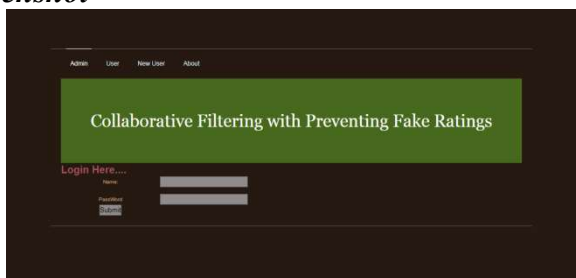 Admin User New User About
Collaborative Filtering with Preventing Fake Ratings
Login Here....
Name:
PassWord
Submit